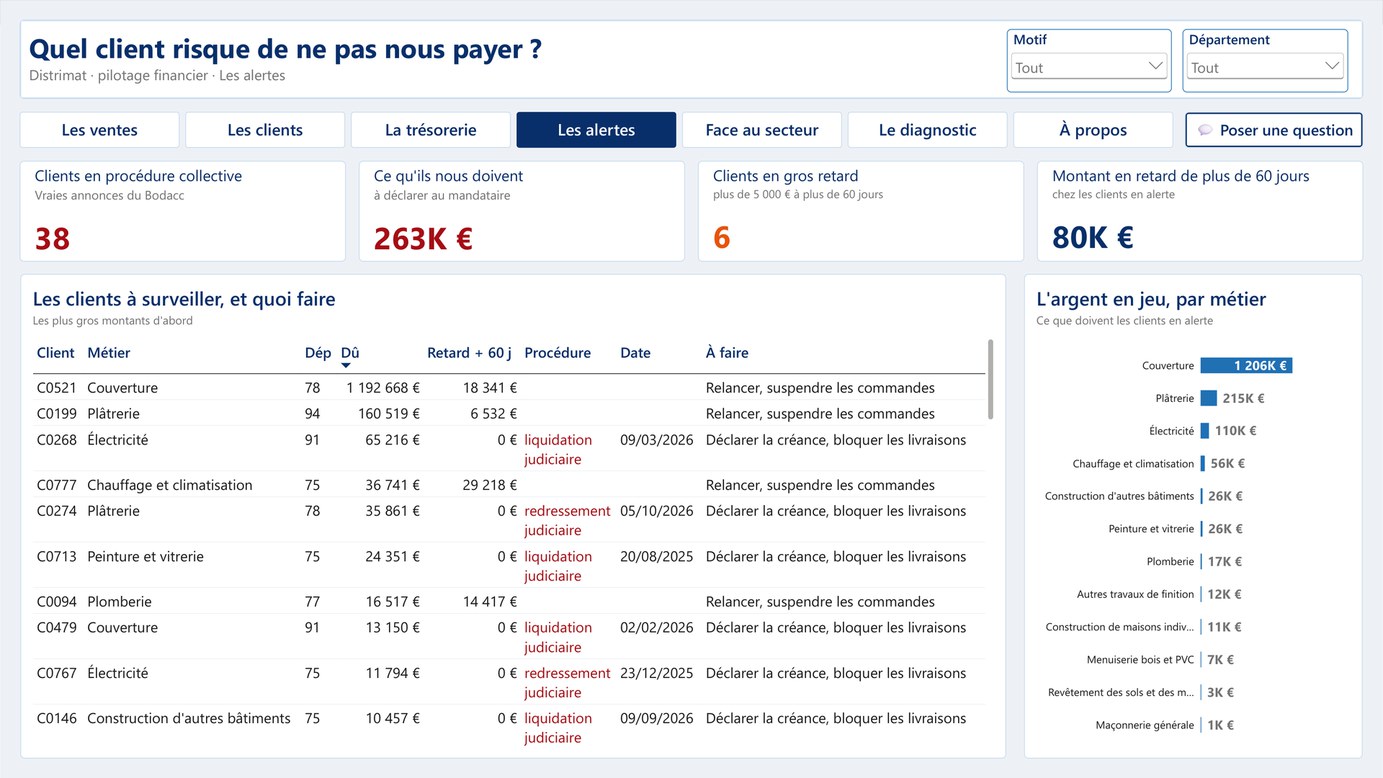 Quel client risque de ne pas nous payer ?
Distrimat · pilotage financier · Les alertes
Motif
Tout
Département
Tout
Les ventes
Les clients
La trésorerie
Les alertes
Face au secteur
Le diagnostic
À propos
Poser une question
Clients en procédure collective
Vraies annonces du Bodacc
38
Ce qu'ils nous doivent
à déclarer au mandataire
263K €
Clients en gros retard
plus de 5 000 € à plus de 60 jours
6
Montant en retard de plus de 60 jours
chez les clients en alerte
80K €
Les clients à surveiller, et quoi faire
Les plus gros montants d'abord
Client Métier Dép Dû Retard + 60 j Procédure Date À faire
C0521 Couverture 78 1 192 668 € 18 341 € Relancer, suspendre les commandes
C0199 Plâtrerie 94 160 519 € 6 532 € Relancer, suspendre les commandes
C0268 Électricité 91 65 216 € 0 € liquidation 09/03/2026 Déclarer la créance, bloquer les livraisons
judiciaire
C0777 Chauffage et climatisation 75 36 741 € 29 218 € Relancer, suspendre les commandes
C0274 Plâtrerie 78 35 861 € 0 € redressement 05/10/2026 Déclarer la créance, bloquer les livraisons
judiciaire
C0713 Peinture et vitrerie 75 24 351 € 0 € liquidation 20/08/2025 Déclarer la créance, bloquer les livraisons
judiciaire
C0094 Plomberie 77 16 517 € 14 417 € Relancer, suspendre les commandes
C0479 Couverture 91 13 150 € 0 € liquidation 02/02/2026 Déclarer la créance, bloquer les livraisons
judiciaire
C0767 Électricité 75 11 794 € 0 € redressement 23/12/2025 Déclarer la créance, bloquer les livraisons
judiciaire
C0146 Construction d'autres bâtiments 75 10 457 € 0 € liquidation 09/09/2026 Déclarer la créance, bloquer les livraisons
judiciaire
L'argent en jeu, par métier
Ce que doivent les clients en alerte
Couverture 1 206K €
Plâtrerie 215K €
Électricité 110K €
Chauffage et climatisation 56K €
Construction d'autres bâtiments 26K €
Peinture et vitrerie 26K €
Plomberie 17K €
Autres travaux de finition 12K €
Construction de maisons indiv... 11K €
Menuiserie bois et PVC 7K €
Revêtement des sols et des m... 3K €
Maçonnerie générale 1K €